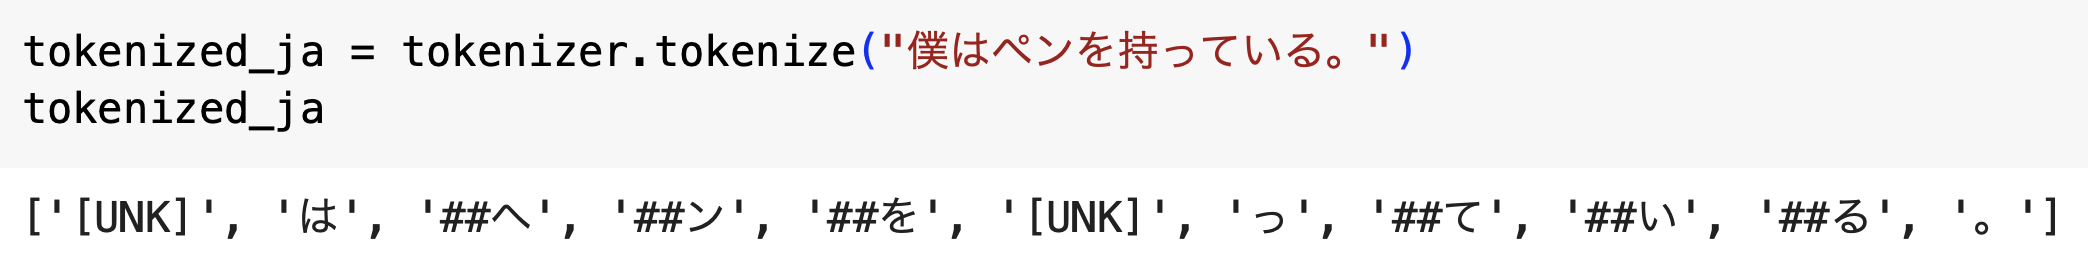 tokenized_ja = tokenizer.tokenize("僕はペンを持っている。")
tokenized_ja
['[UNK]', 'は', '##ヘ', '##ン', '##を', '[UNK]', 'っ', '##て', '##い', '##る', '。']